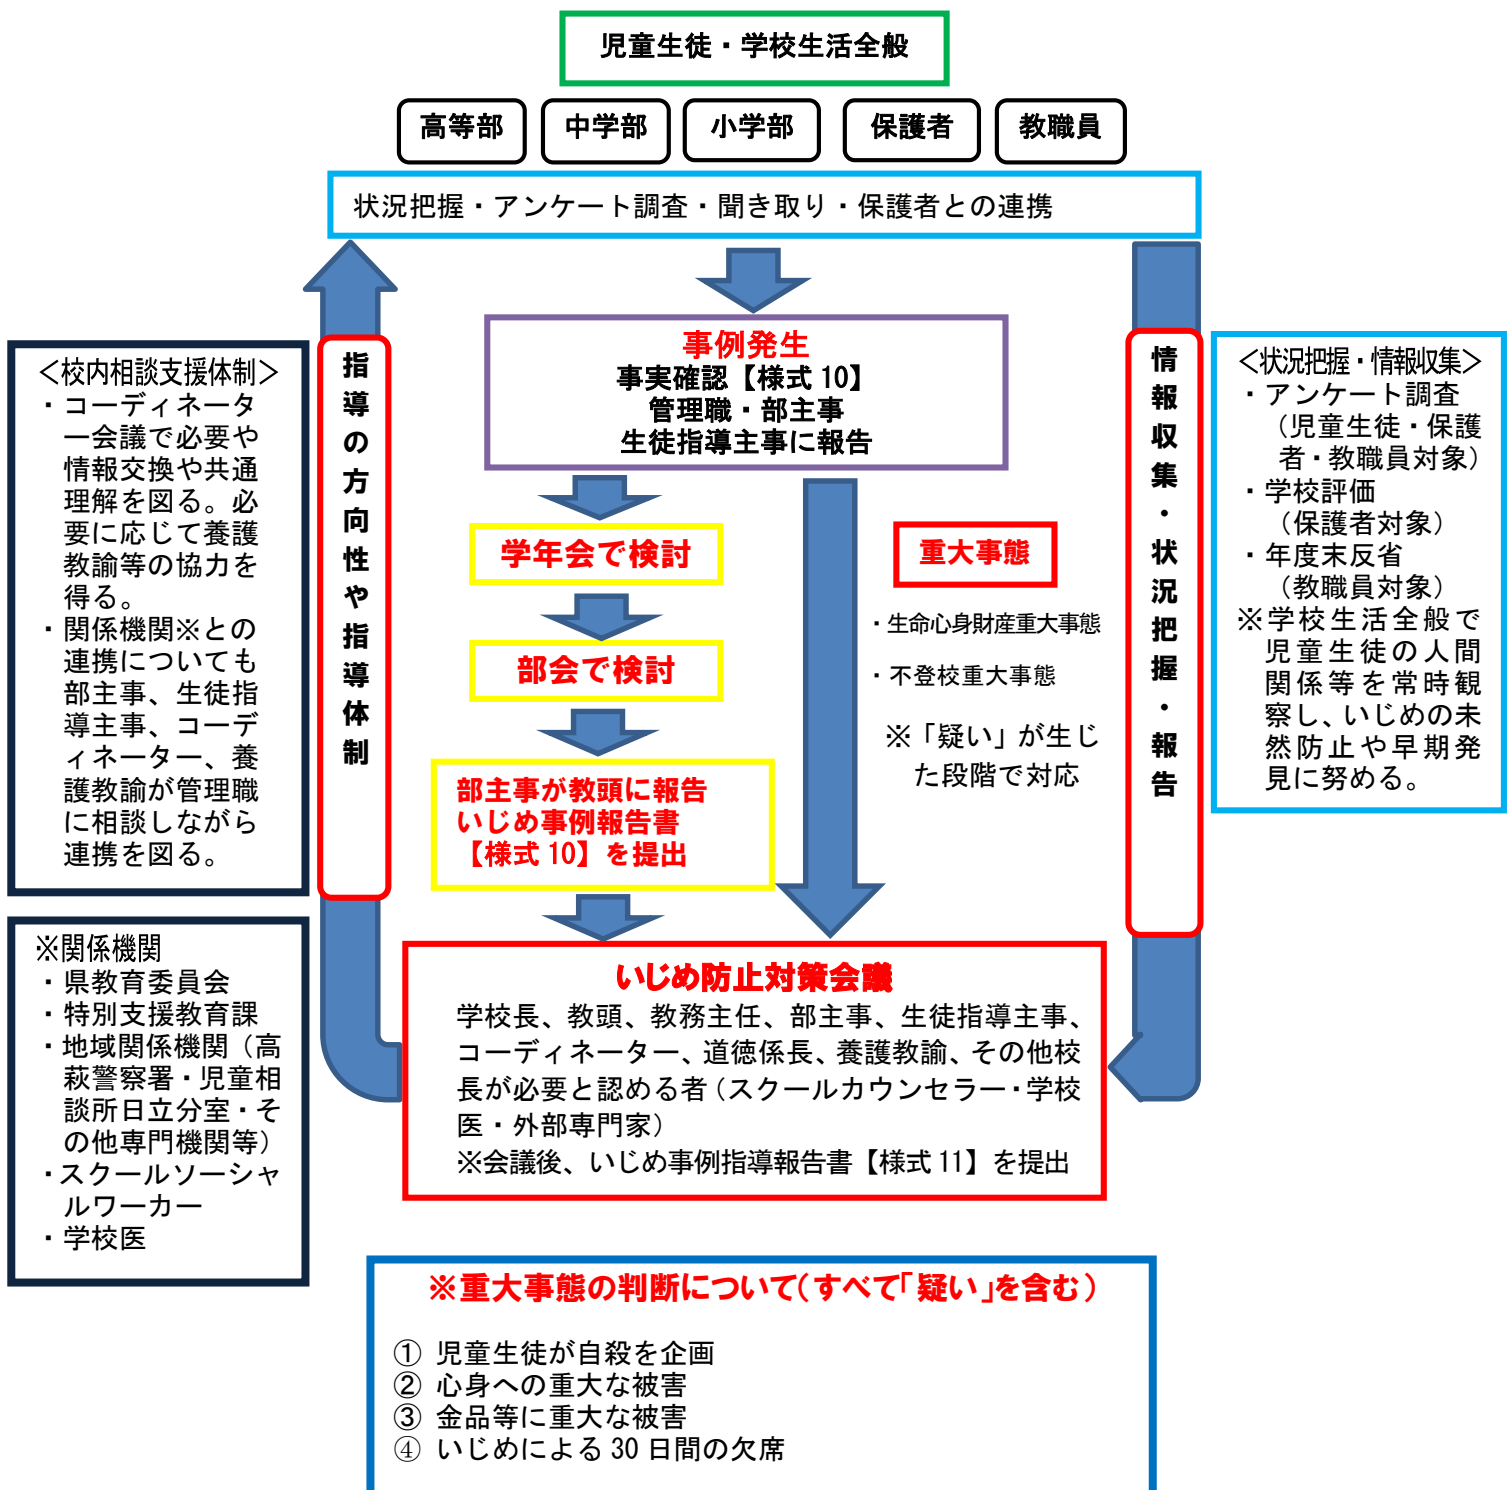 児童生徒・学校生活全般
高等部
中学部
小学部
保護者
教職員
状況把握・アンケート調査・聞き取り・保護者との連携
事例発生
事実確認【様式10】
管理職・部主事
生徒指導主事に報告
学年会で検討
部会で検討
部主事が教頭に報告
いじめ事例報告書
【様式10】を提出
重大事態
・生命心身財産重大事態
・不登校重大事態
※「疑い」が生じ
た段階で対応
指導の方向性や指導体制
情報収集・状況把握・報告
＜校内相談支援体制＞
・コーディネータ
ー会議で必要や
情報交換や共通
理解を図る。必
要に応じて養護
教諭等の協力を
得る。
・関係機関※との
連携についても
部主事、生徒指
導主事、コーデ
ィネーター、養
護教諭が管理職
に相談しながら
連携を図る。
※関係機関
・県教育委員会
・特別支援教育課
・地域関係機関（高
萩警察署・児童相
談所日立分室・そ
の他専門機関等）
・スクールソーシャ
ルワーカー
・学校医
＜状況把握・情報収集＞
・アンケート調査
（児童生徒・保護
者・教職員対象）
・学校評価
（保護者対象）
・年度末反省
（教職員対象）
※学校生活全般で
児童生徒の人間
関係等を常時観
察し、いじめの未
然防止や早期発
見に努める。
いじめ防止対策会議
学校長、教頭、教務主任、部主事、生徒指導主事、
コーディネーター、道徳係長、養護教諭、その他校
長が必要と認める者（スクールカウンセラー・学校
医・外部専門家）
※会議後、いじめ事例指導報告書【様式11】を提出
※重大事態の判断について（すべて「疑い」を含む）
① 児童生徒が自殺を企画
② 心身への重大な被害
③ 金品等に重大な被害
④ いじめによる30日間の欠席